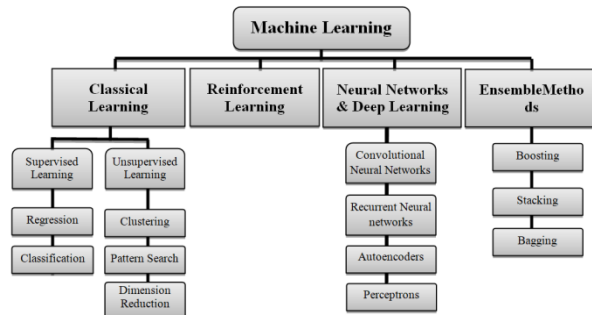 Machine Learning
Classical
Learning
Reinforcement
Learning
Neural Networks
& Deep Learning
EnsembleMetho
ds
Supervised
Learning
Unsupervised
Learning
Convolutional
Neural Networks
Boosting
Regression
Clustering
Recurrent Neural
networks
Stacking
Classification
Pattern Search
Autoencoders
Bagging
Dimension
Reduction
Perceptrons